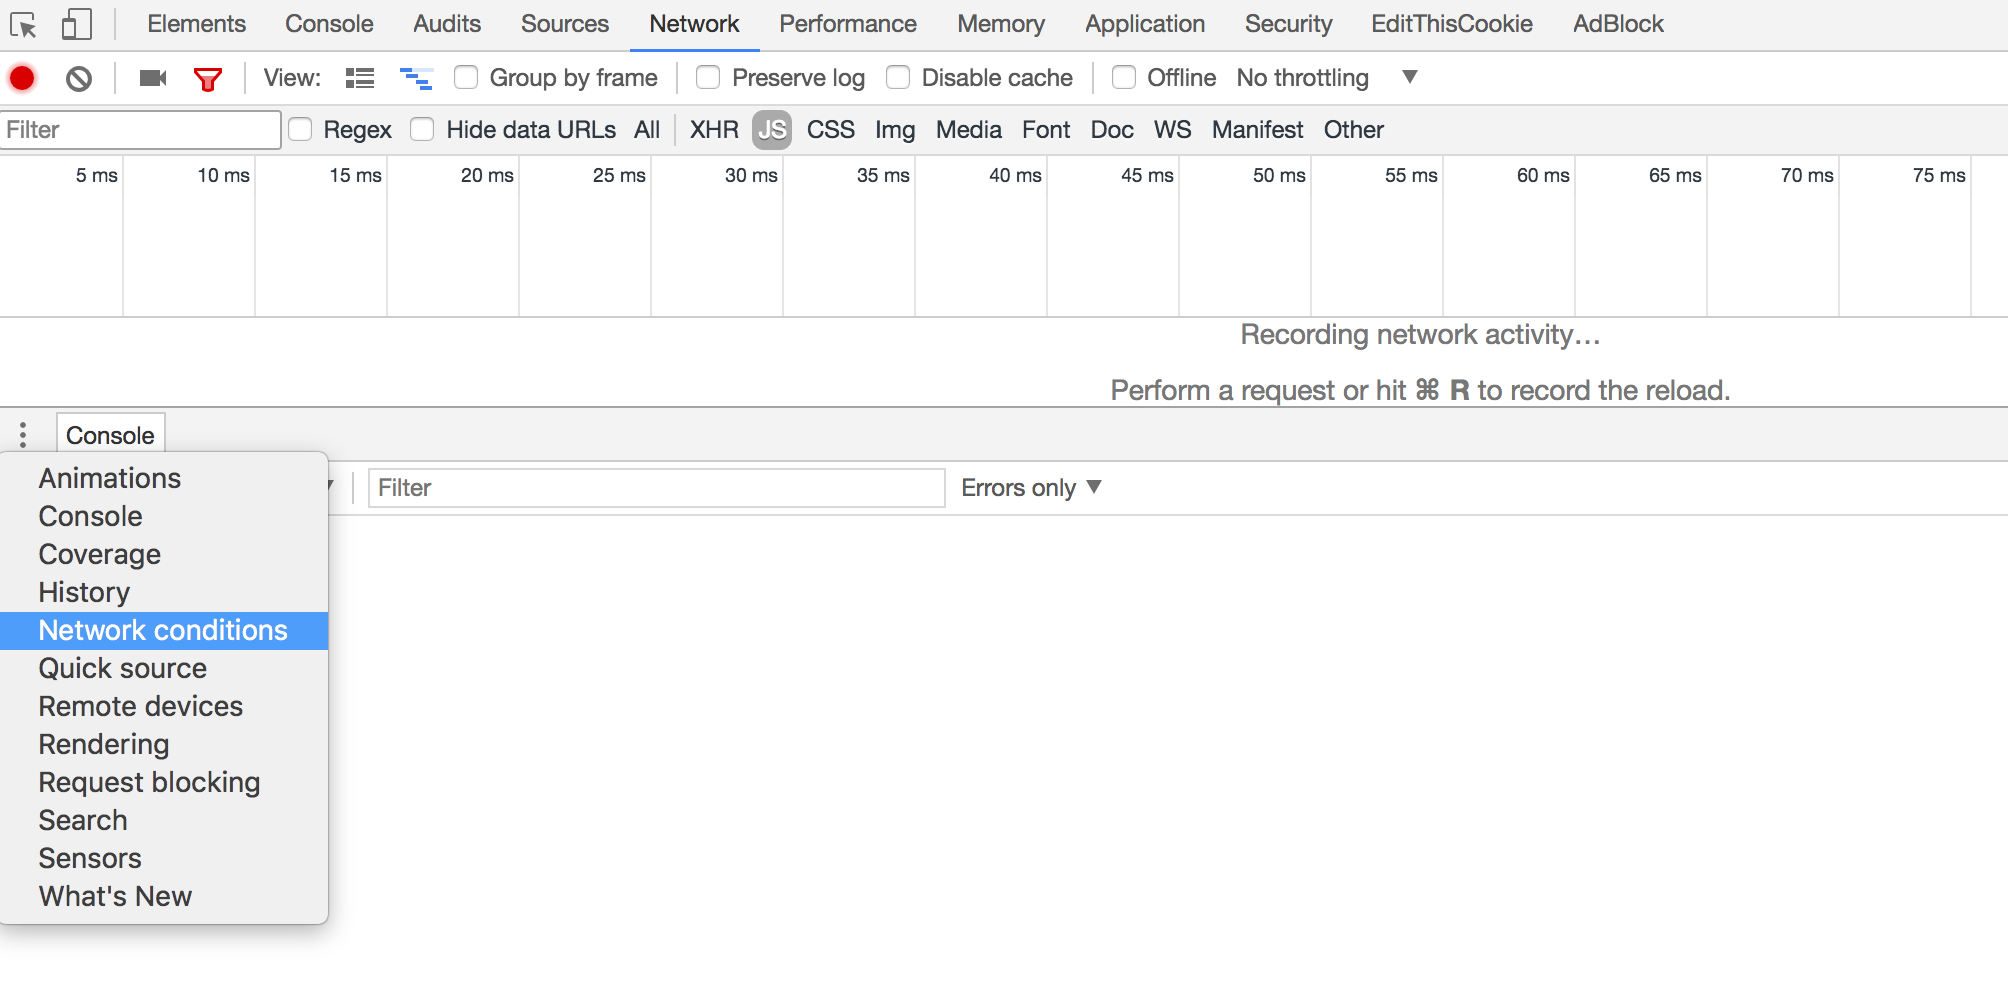 Elements Console Audits Sources Network Performance Memory Application Security EditThisCookie AdBlock
View: Group by frame Preserve log Disable cache Offline No throttling ▼
Filter Regex Hide data URLs All XHR JS CSS Img Media Font Doc WS Manifest Other
5 ms 10 ms 15 ms 20 ms 25 ms 30 ms 35 ms 40 ms 45 ms 50 ms 55 ms 60 ms 65 ms 70 ms 75 ms
Recording network activity…
Perform a request or hit ⌘ R to record the reload.
Console
Filter Errors only ▼
Animations
Console
Coverage
History
Network conditions
Quick source
Remote devices
Rendering
Request blocking
Search
Sensors
What's New